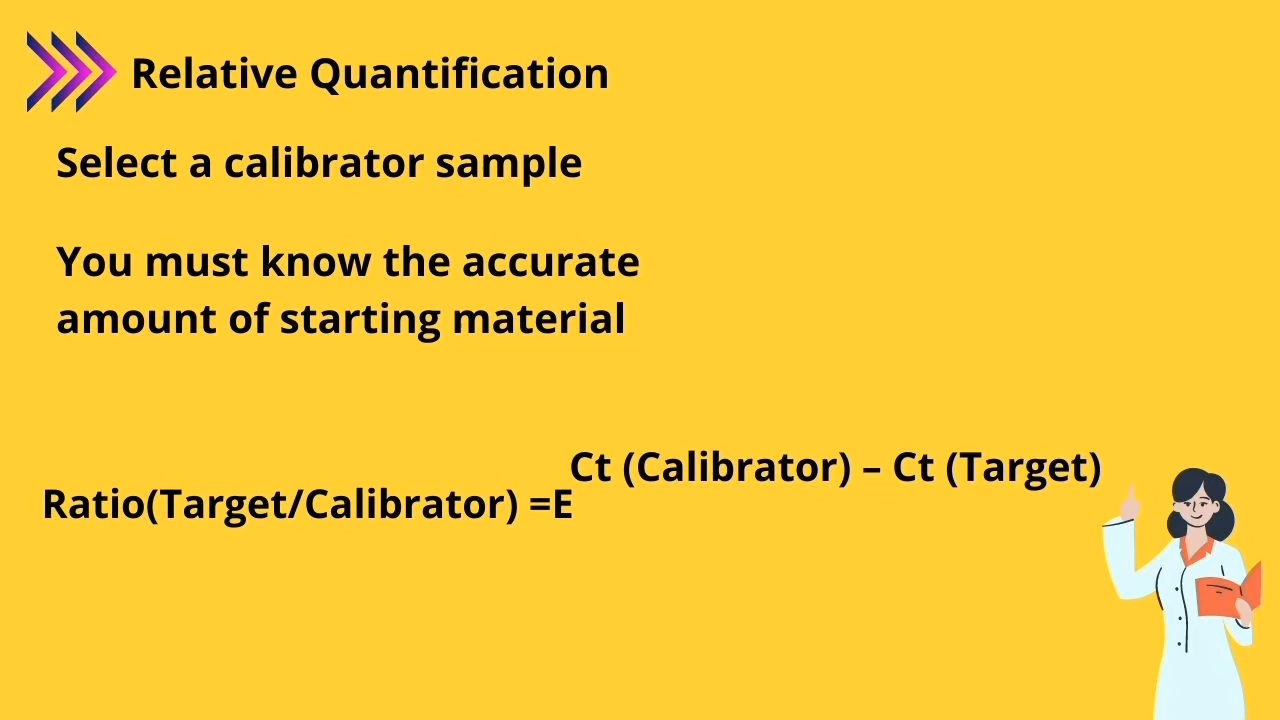 Relative Quantification
Select a calibrator sample
You must know the accurate
amount of starting material
Ct (Calibrator) – Ct (Target)
Ratio(Target/Calibrator) =E